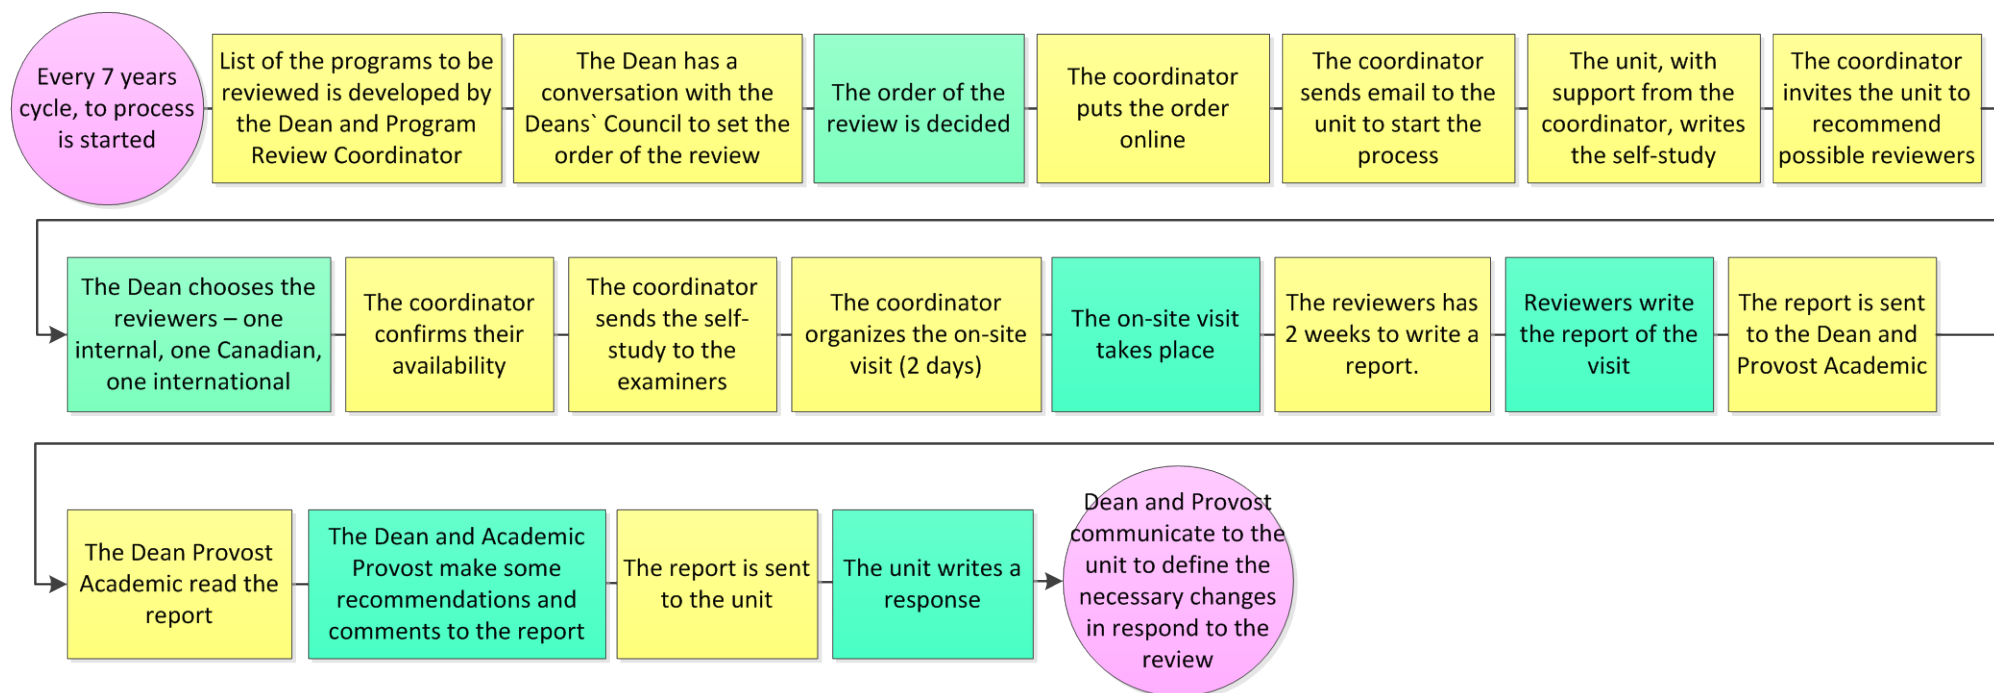 Every 7 years
cycle, to process
is started
List of the programs to be
reviewed is developed by
the Dean and Program
Review Coordinator
The Dean has a
conversation with the
Deans` Council to set the
order of the review
The order of the
review is decided
The coordinator
puts the order
online
The coordinator
sends email to the
unit to start the
process
The unit, with
support from the
coordinator, writes
the self-study
The coordinator
invites the unit to
recommend
possible reviewers
The Dean chooses the
reviewers – one
internal, one Canadian,
one international
The coordinator
confirms their
availability
The coordinator
sends the self-
study to the
examiners
The coordinator
organizes the on-site
visit (2 days)
The on-site visit
takes place
The reviewers has
2 weeks to write a
report.
Reviewers write
the report of the
visit
The report is sent
to the Dean and
Provost Academic
The Dean Provost
Academic read the
report
The Dean and Academic
Provost make some
recommendations and
comments to the report
The report is sent
to the unit
The unit writes a
response
Dean and Provost
communicate to the
unit to define the
necessary changes
in respond to the
review